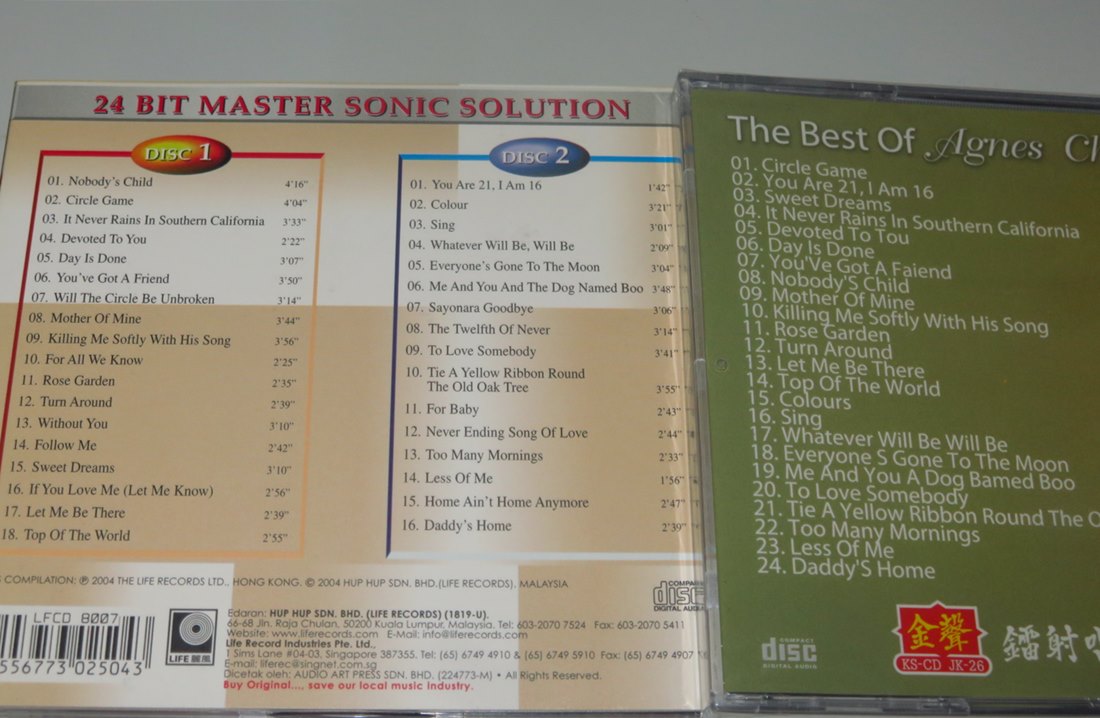 24 BIT MASTER SONIC SOLUTION
DISC 1
01. Nobody's Child 4'16"
02. Circle Game 4'04"
03. It Never Rains In Southern California 3'33"
04. Devoted To You 2'22"
05. Day Is Done 3'07"
06. You've Got A Friend 3'50"
07. Will The Circle Be Unbroken 3'14"
08. Mother Of Mine 3'44"
09. Killing Me Softly With His Song 3'56"
10. For All We Know 2'25"
11. Rose Garden 2'35"
12. Turn Around 2'39"
13. Without You 3'10"
14. Follow Me 2'42"
15. Sweet Dreams 3'10"
16. If You Love Me (Let Me Know) 2'56"
17. Let Me Be There 2'39"
18. Top Of The World 2'55"
DISC 2
01. You Are 21, I Am 16 1'42"
02. Colour 3'21"
03. Sing 3'01"
04. Whatever Will Be, Will Be 2'09"
05. Everyone's Gone To The Moon 3'04"
06. Me And You And The Dog Named Boo 3'48"
07. Sayonara Goodbye 3'06"
08. The Twelfth Of Never 3'14"
09. To Love Somebody 3'41"
10. Tie A Yellow Ribbon Round
The Old Oak Tree 3'55"
11. For Baby 2'43"
12. Never Ending Song Of Love 2'44"
13. Too Many Mornings 2'33"
14. Less Of Me 1'56"
15. Home Ain't Home Anymore 2'47"
16. Daddy's Home 2'39"
S COMPILATION: ℗ 2004 THE LIFE RECORDS LTD., HONG KONG. © 2004 HUP HUP SDN. BHD.(LIFE RECORDS), MALAYSIA
LFCD 8007
556773 025043
LIFE 麗風
Edaran: HUP HUP SDN. BHD. (LIFE RECORDS) (1819-U).
66-68 Jln. Raja Chulan, 50200 Kuala Lumpur, Malaysia. Tel: 603-2070 7524 Fax: 603-2070 5411
Website: www.liferecords.com E-Mail: info@liferecords.com
Life Record Industries Pte. Ltd.,
1 Sims Lane #04-03. Singapore 387355. Tel: (65) 6749 4910 & (65) 6749 5910 Fax: (65) 6749 4907
E-mail: liferec@singnet.com.sg
Dicetak oleh: AUDIO ART PRESS SDN. BHD. (224773-M) • All Rights Reserved.
Buy Original..., save our local music industry.
COMPACT
disc
DIGITAL AUDIO
The Best Of Agnes
01. Circle Game
02. You Are 21, I Am 16
03. Sweet Dreams
04. It Never Rains In Southern California
05. Devoted To Tou
06. Day Is Done
07. You'Ve Got A Faiend
08. Nobody'S Child
09. Mother Of Mine
10. Killing Me Softly With His Song
11. Rose Garden
12. Turn Around
13. Let Me Be There
14. Top Of The World
15. Colours
16. Sing
17. Whatever Will Be Will Be
18. Everyone S Gone To The Moon
19. Me And You A Dog Bamed Boo
20. To Love Somebody
21. Tie A Yellow Ribbon Round The O
22. Too Many Mornings
23. Less Of Me
24. Daddy'S Home
COMPACT
disc
DIGITAL AUDIO
金聲
KS-CD JK-26
鐳射